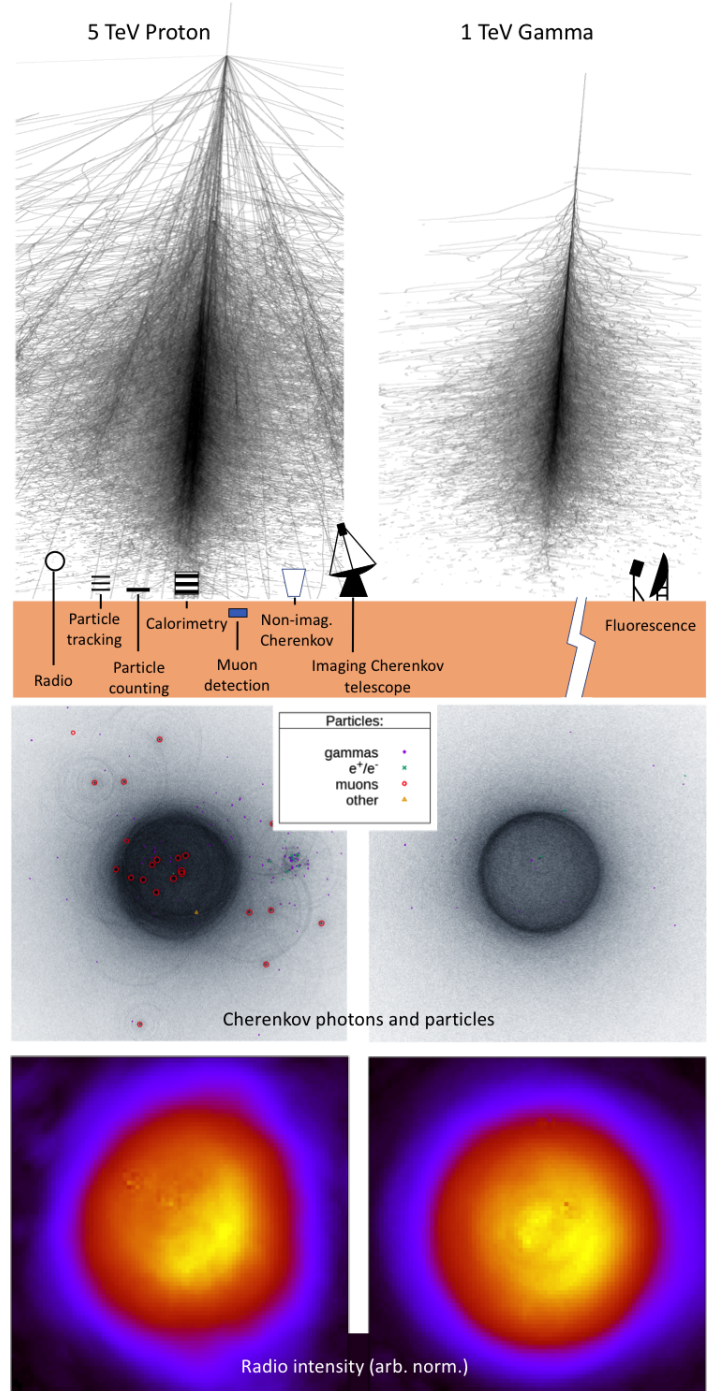 5 TeV Proton
1 TeV Gamma
Particle
tracking
Calorimetry
Non-imag.
Cherenkov
Fluorescence
Radio
Particle
counting
Muon
detection
Imaging Cherenkov
telescope
Particles:
gammas
e⁺/e⁻
muons
other
Cherenkov photons and particles
Radio intensity (arb. norm.)